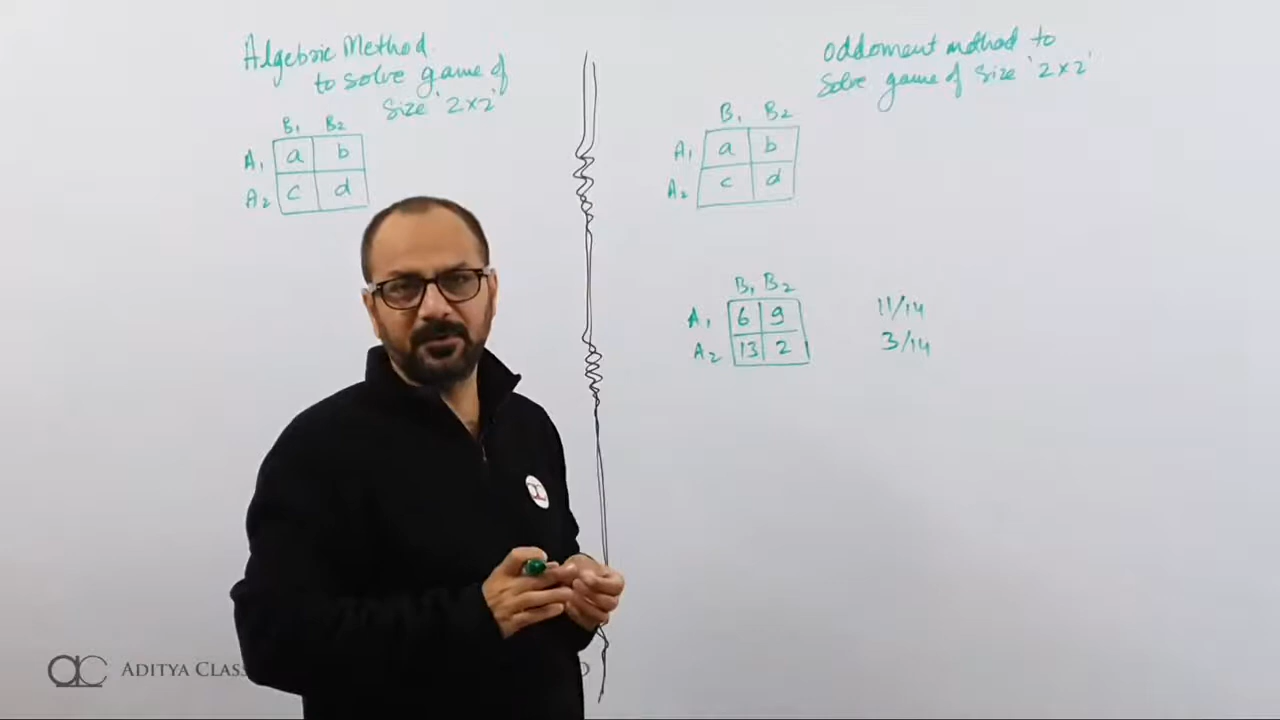 Algebric Method
to solve game of
size '2×2'
B₁ B₂
A₁ a b
A₂ c d
oddoment method to
solve game of size '2×2'
B₁ B₂
A₁ a b
A₂ c d
B₁ B₂
A₁ 6 9 11/14
A₂ 13 2 3/14
ac ADITYA CLASS